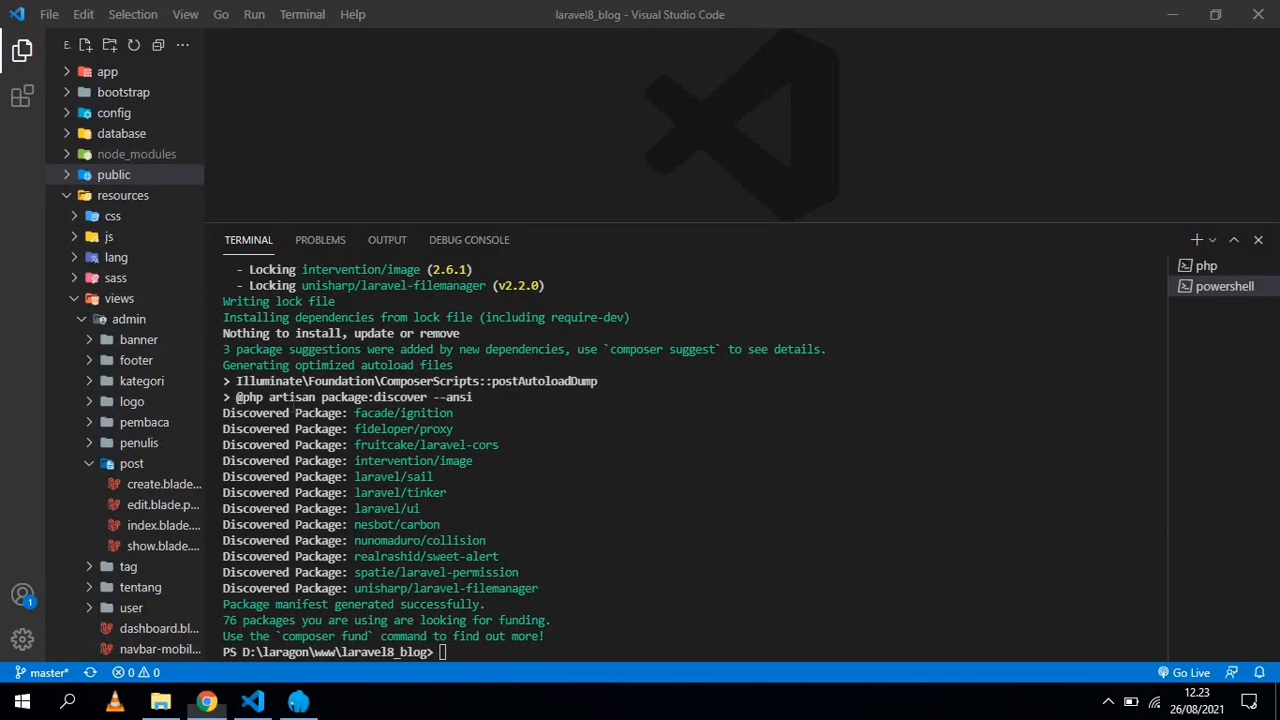 File Edit Selection View Go Run Terminal Help laravel8_blog - Visual Studio Code
E.
app
bootstrap
config
database
node_modules
public
resources
css
js
lang
sass
views
admin
banner
footer
kategori
logo
pembaca
penulis
post
create.blade....
edit.blade.p...
index.blade....
show.blade....
tag
tentang
user
dashboard.bl...
navbar-mobil...
TERMINAL PROBLEMS OUTPUT DEBUG CONSOLE
- Locking intervention/image (2.6.1)
- Locking unisharp/laravel-filemanager (v2.2.0)
Writing lock file
Installing dependencies from lock file (including require-dev)
Nothing to install, update or remove
3 package suggestions were added by new dependencies, use `composer suggest` to see details.
Generating optimized autoload files
> Illuminate\Foundation\ComposerScripts::postAutoloadDump
> @php artisan package:discover --ansi
Discovered Package: facade/ignition
Discovered Package: fideloper/proxy
Discovered Package: fruitcake/laravel-cors
Discovered Package: intervention/image
Discovered Package: laravel/sail
Discovered Package: laravel/tinker
Discovered Package: laravel/ui
Discovered Package: nesbot/carbon
Discovered Package: nunomaduro/collision
Discovered Package: realrashid/sweet-alert
Discovered Package: spatie/laravel-permission
Discovered Package: unisharp/laravel-filemanager
Package manifest generated successfully.
76 packages you are using are looking for funding.
Use the `composer fund` command to find out more!
PS D:\laragon\www\laravel8_blog>
php
powershell
1
master* 0 0 Go Live
12.23
26/08/2021